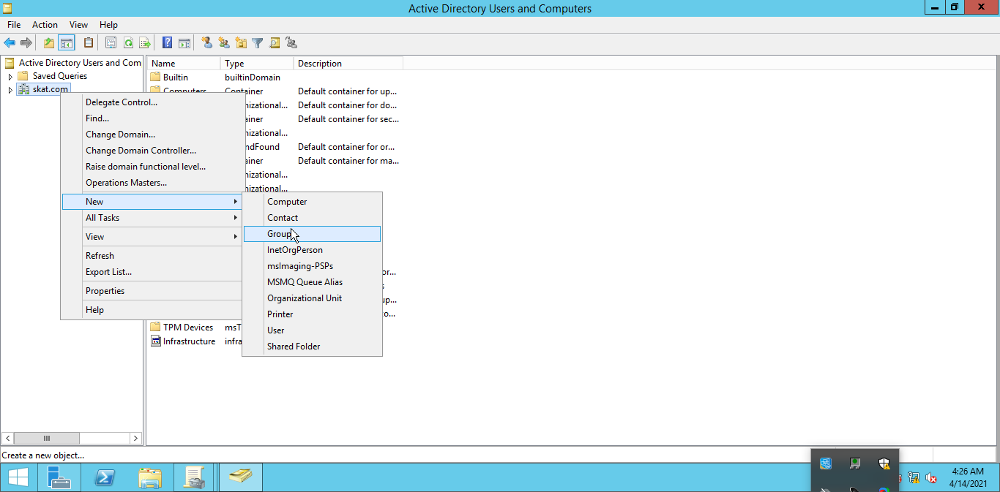 Active Directory Users and Computers
File Action View Help
Active Directory Users and Com
Saved Queries
skat.com
Name Type Description
Builtin builtinDomain
Computers Container Default container for up...
nizational... Default container for do...
ainer Default container for sec...
nizational...
ndFound Default container for or...
ainer Default container for ma...
nizational...
nizational...
or...
up...
co...
TPM Devices msT
Infrastructure infra
Delegate Control...
Find...
Change Domain...
Change Domain Controller...
Raise domain functional level...
Operations Masters...
New
All Tasks
View
Refresh
Export List...
Properties
Help
Computer
Contact
Group
InetOrgPerson
msImaging-PSPs
MSMQ Queue Alias
Organizational Unit
Printer
User
Shared Folder
Create a new object...
4:26 AM
4/14/2021